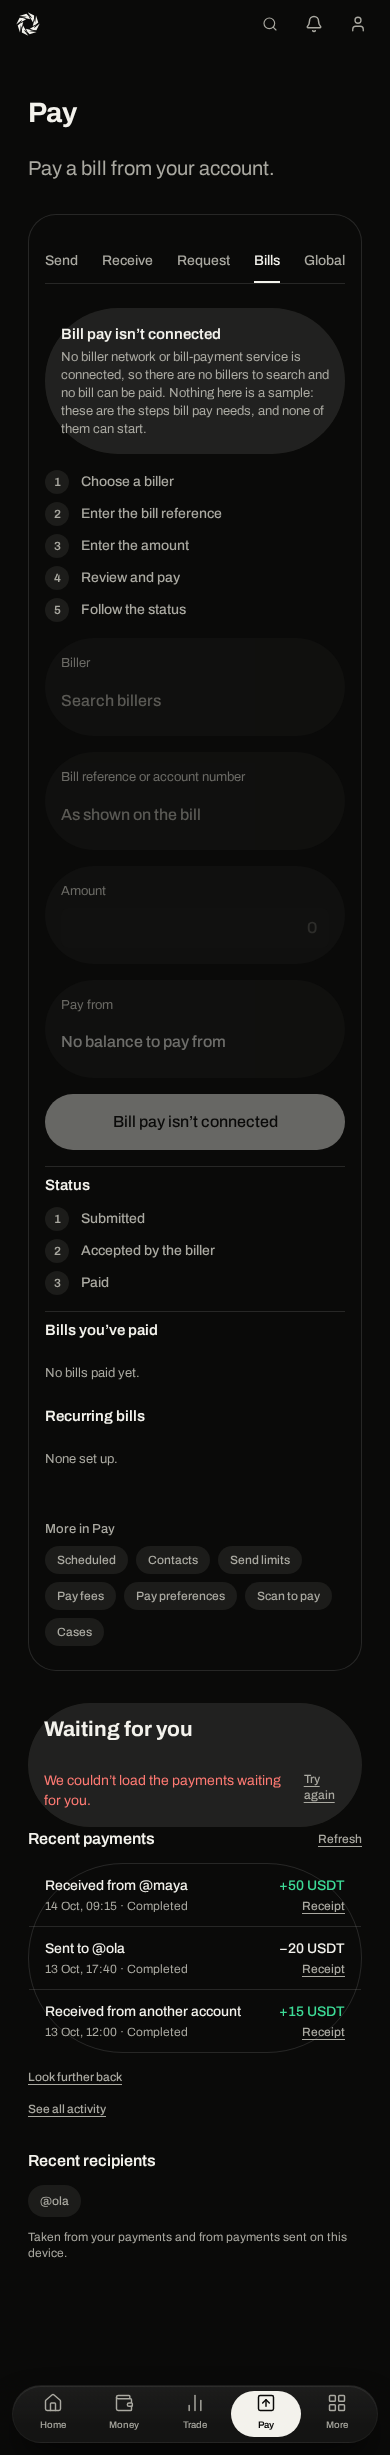 Pay
Pay a bill from your account.
Send Receive Request Bills Global
Bill pay isn’t connected
No biller network or bill-payment service is
connected, so there are no billers to search and
no bill can be paid. Nothing here is a sample:
these are the steps bill pay needs, and none of
them can start.
1 Choose a biller
2 Enter the bill reference
3 Enter the amount
4 Review and pay
5 Follow the status
Biller
Search billers
Bill reference or account number
As shown on the bill
Amount
0
Pay from
No balance to pay from
Bill pay isn’t connected
Status
1 Submitted
2 Accepted by the biller
3 Paid
Bills you’ve paid
No bills paid yet.
Recurring bills
None set up.
More in Pay
Scheduled Contacts Send limits
Pay fees Pay preferences Scan to pay
Cases
Waiting for you
We couldn’t load the payments waiting
for you.
Try
again
Recent payments Refresh
Received from @maya +50 USDT
14 Oct, 09:15 · Completed Receipt
Sent to @ola −20 USDT
13 Oct, 17:40 · Completed Receipt
Received from another account +15 USDT
13 Oct, 12:00 · Completed Receipt
Look further back
See all activity
Recent recipients
@ola
Taken from your payments and from payments sent on this
device.
Home Money Trade Pay More